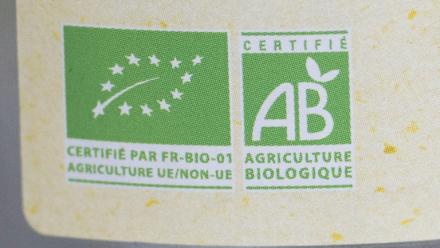 CERTIFIÉ PAR FR-BIO-01
AGRICULTURE UE/NON-UE
CERTIFIÉ
AB
AGRICULTURE
BIOLOGIQUE